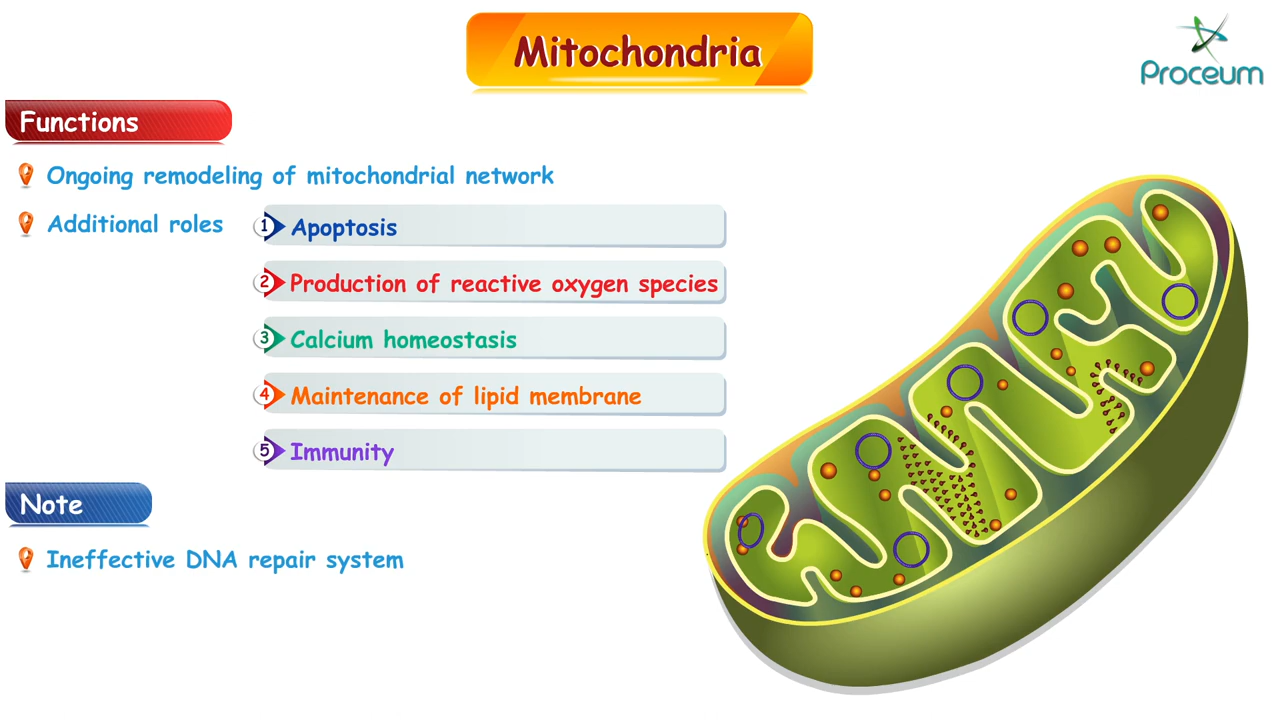 Mitochondria
Proceum
Functions
Ongoing remodeling of mitochondrial network
Additional roles
1 Apoptosis
2 Production of reactive oxygen species
3 Calcium homeostasis
4 Maintenance of lipid membrane
5 Immunity
Note
Ineffective DNA repair system